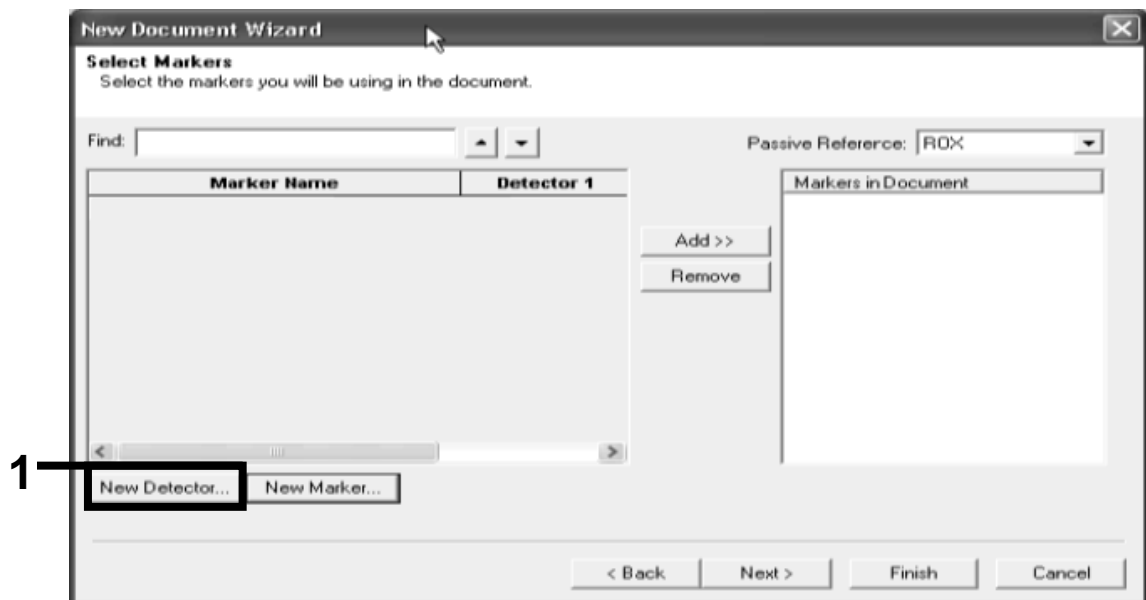 New Document Wizard
Select Markers
Select the markers you will be using in the document.
Find:
Passive Reference: ROX
Marker Name Detector 1
Markers in Document
Add >>
Remove
1
New Detector... New Marker...
< Back Next > Finish Cancel